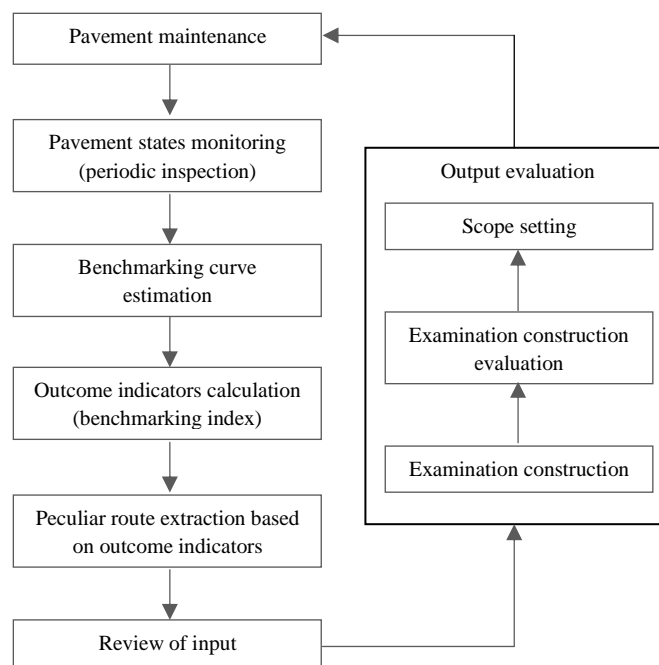 Pavement maintenance
Pavement states monitoring
(periodic inspection)
Benchmarking curve
estimation
Outcome indicators calculation
(benchmarking index)
Peculiar route extraction based
on outcome indicators
Review of input
Output evaluation
Scope setting
Examination construction
evaluation
Examination construction